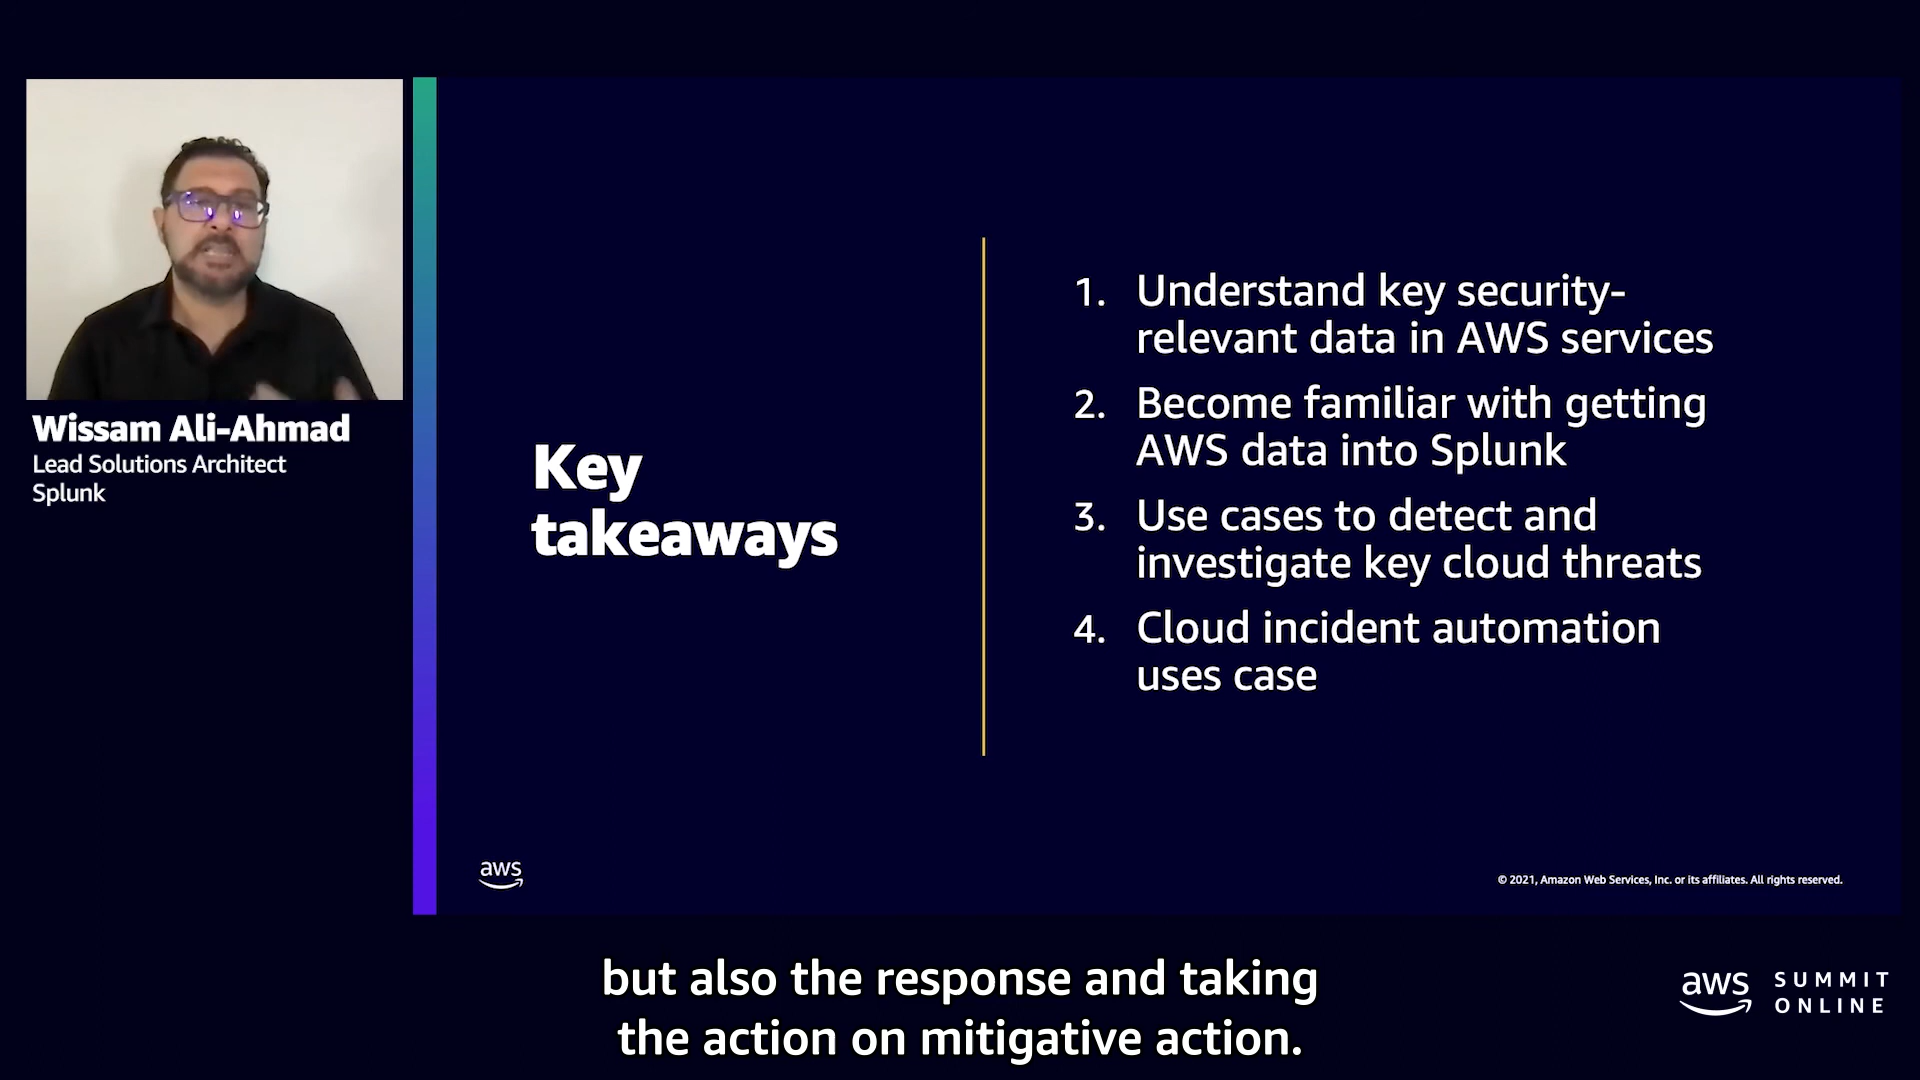 Wissam Ali-Ahmad
Lead Solutions Architect
Splunk
Key
takeaways
1. Understand key security-
relevant data in AWS services
2. Become familiar with getting
AWS data into Splunk
3. Use cases to detect and
investigate key cloud threats
4. Cloud incident automation
uses case
aws
© 2021, Amazon Web Services, Inc. or its affiliates. All rights reserved.
but also the response and taking
the action on mitigative action.
aws SUMMIT
ONLINE